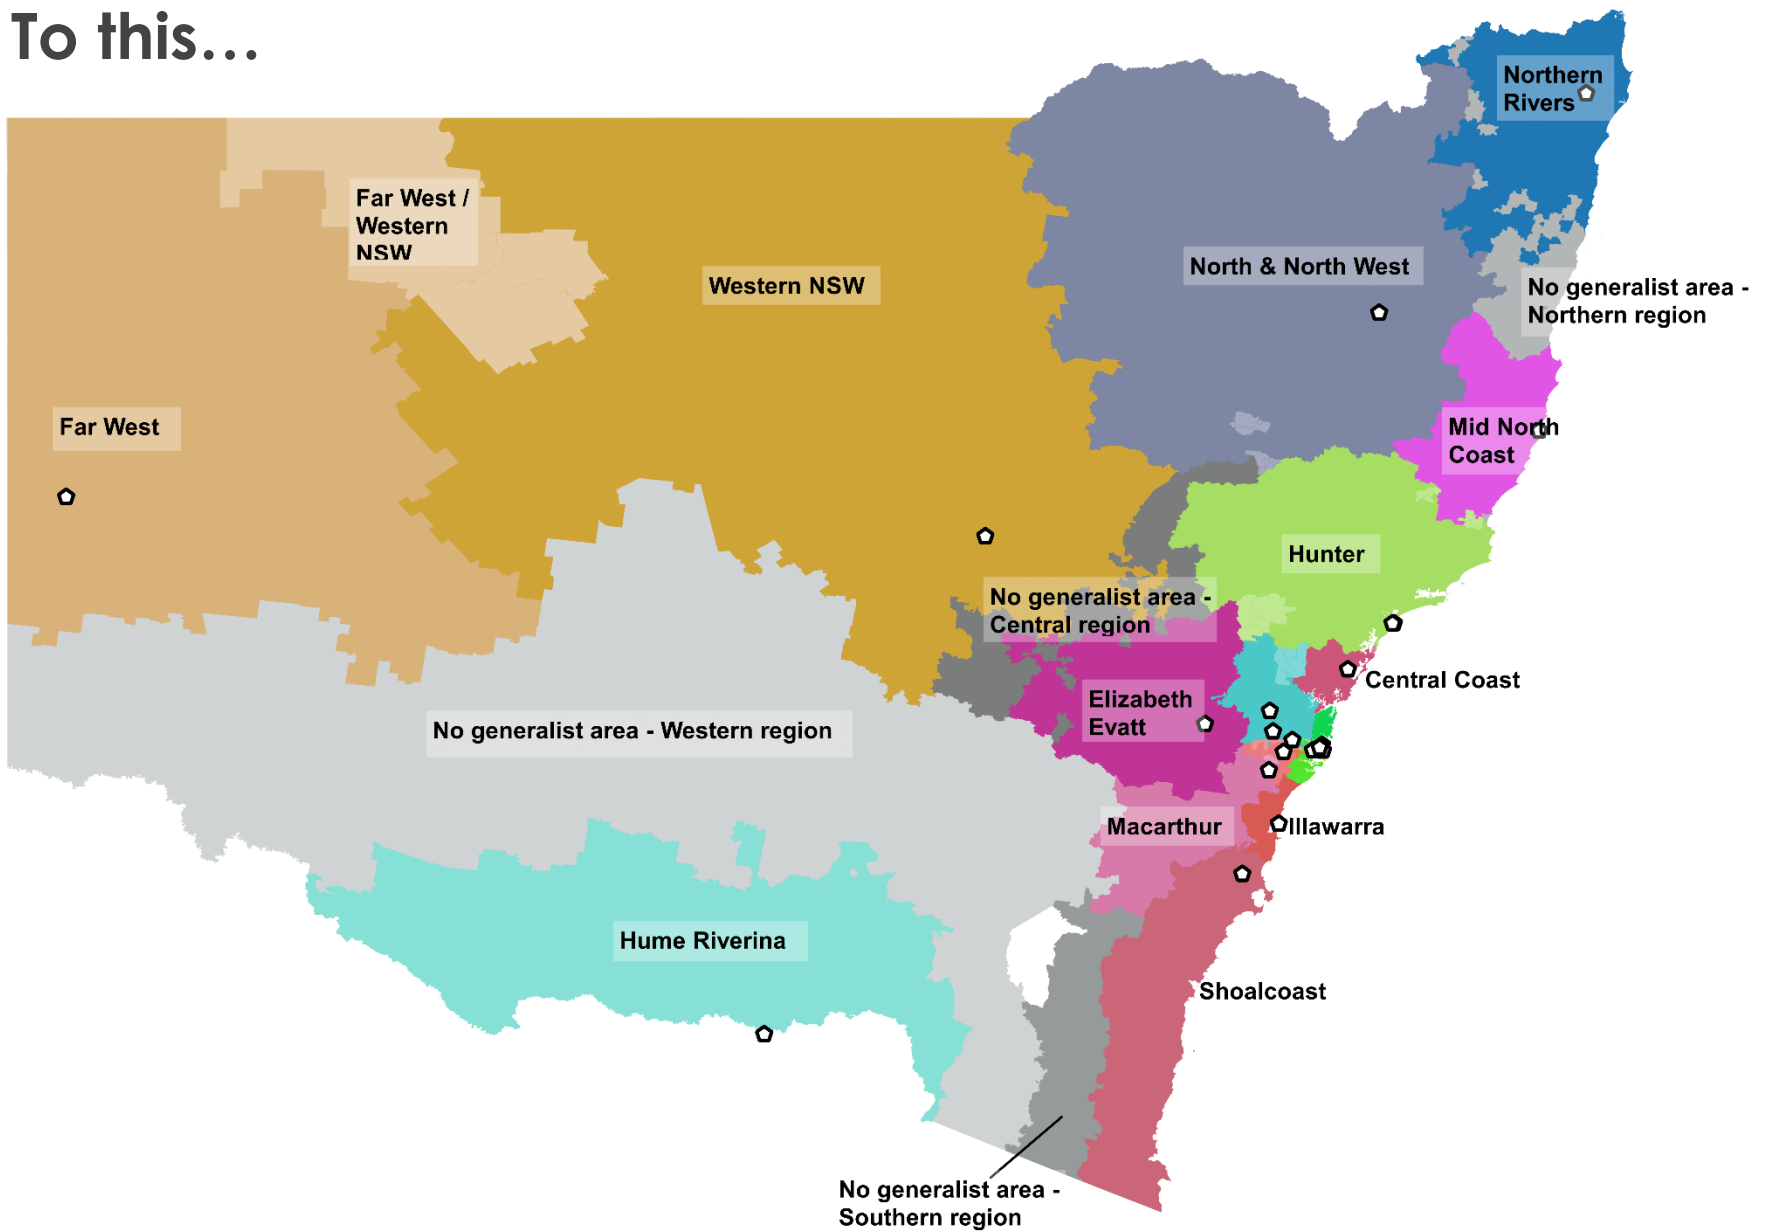 To this...
Northern
Rivers
Far West /
Western
NSW
Western NSW
North & North West
No generalist area -
Northern region
Far West
Mid North
Coast
Hunter
No generalist area -
Central region
Central Coast
Elizabeth
Evatt
No generalist area - Western region
Macarthur
Illawarra
Hume Riverina
Shoalcoast
No generalist area -
Southern region